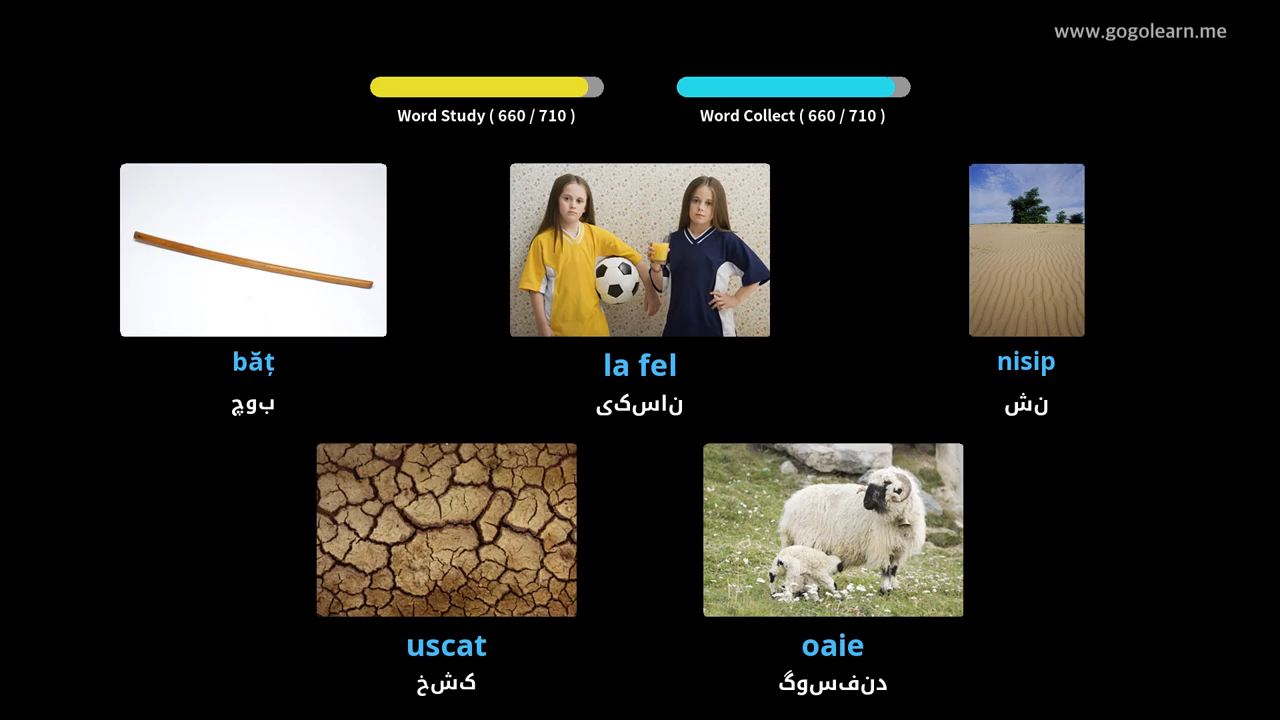 www.gogolearn.me
Word Study ( 660 / 710 )
Word Collect ( 660 / 710 )
băț
la fel
nisip
بوچ
ناسکی
نش
uscat
oaie
کشخ
دنفسوگ